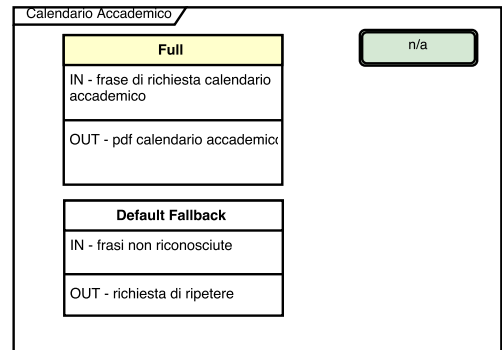 Calendario Accademico
Full
n/a
IN - frase di richiesta calendario
accademico
OUT - pdf calendario accademico
Default Fallback
IN - frasi non riconosciute
OUT - richiesta di ripetere